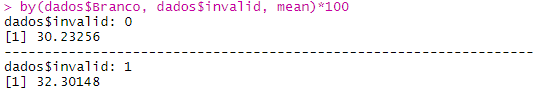 > by(dados$Branco, dados$invalid, mean)*100
dados$invalid: 0
[1] 30.23256
------------------------------------------------------------------------
dados$invalid: 1
[1] 32.30148